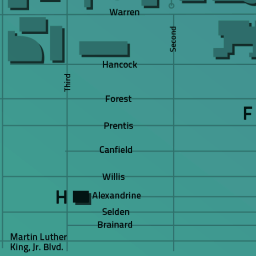 Warren
Second
Hancock
Third
Forest
F
Prentis
Canfield
Willis
H
Alexandrine
Selden
Brainard
Martin Luther
King, Jr. Blvd.